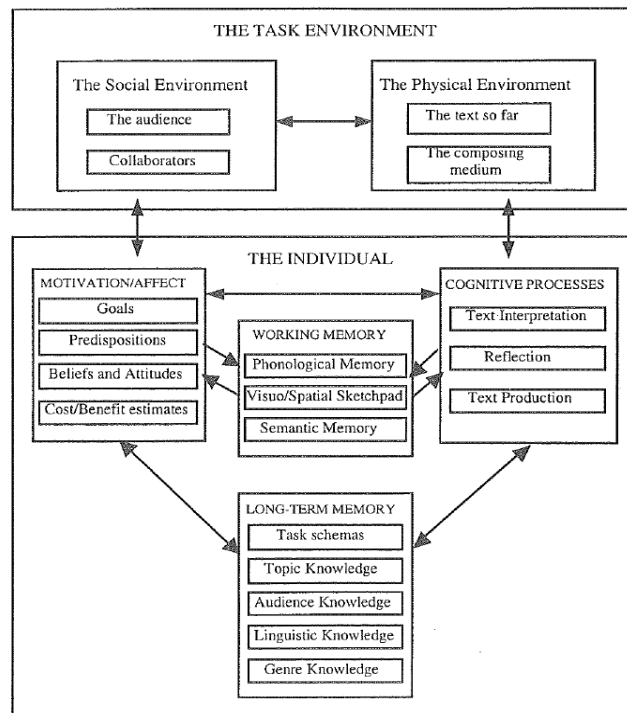 THE TASK ENVIRONMENT
The Social Environment
The audience
Collaborators
The Physical Environment
The text so far
The composing
medium
THE INDIVIDUAL
MOTIVATION/AFFECT
Goals
Predispositions
Beliefs and Attitudes
Cost/Benefit estimates
WORKING MEMORY
Phonological Memory
Visuo/Spatial Sketchpad
Semantic Memory
COGNITIVE PROCESSES
Text Interpretation
Reflection
Text Production
LONG-TERM MEMORY
Task schemas
Topic Knowledge
Audience Knowledge
Linguistic Knowledge
Genre Knowledge